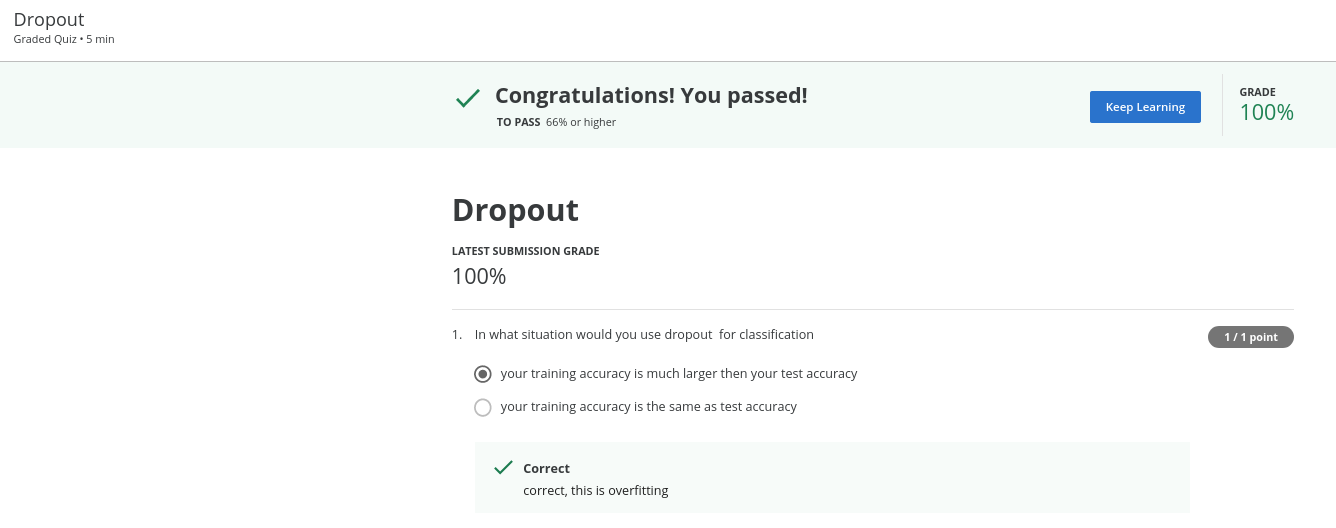 Dropout
Graded Quiz • 5 min
Congratulations! You passed!
TO PASS 66% or higher
Keep Learning
GRADE
100%
Dropout
LATEST SUBMISSION GRADE
100%
1. In what situation would you use dropout for classification
1 / 1 point
your training accuracy is much larger then your test accuracy
your training accuracy is the same as test accuracy
Correct
correct, this is overfitting